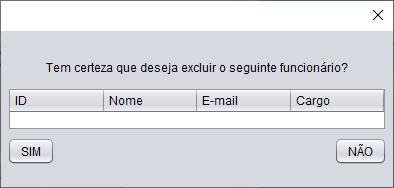 Tem certeza que deseja excluir o seguinte funcionário?
ID Nome E-mail Cargo
SIM NÃO